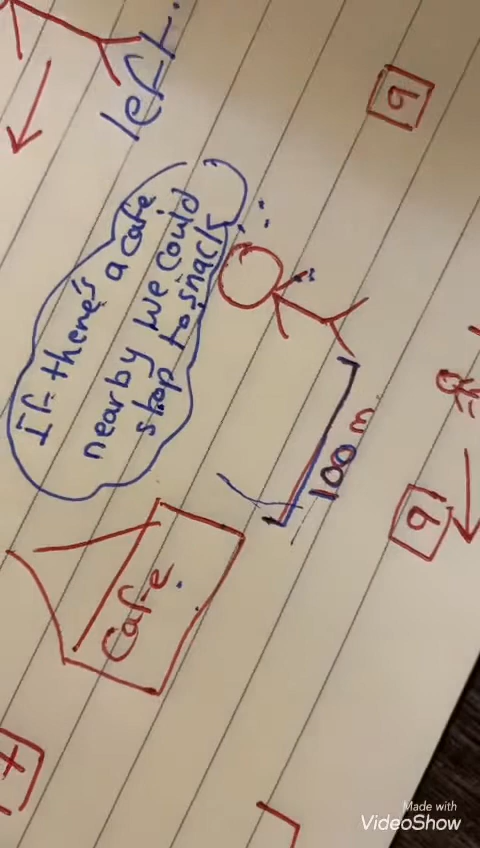 left.
If there's a cafe
nearby we could
stop to snack
100 m
Cafe
9
9
Made with
VideoShow